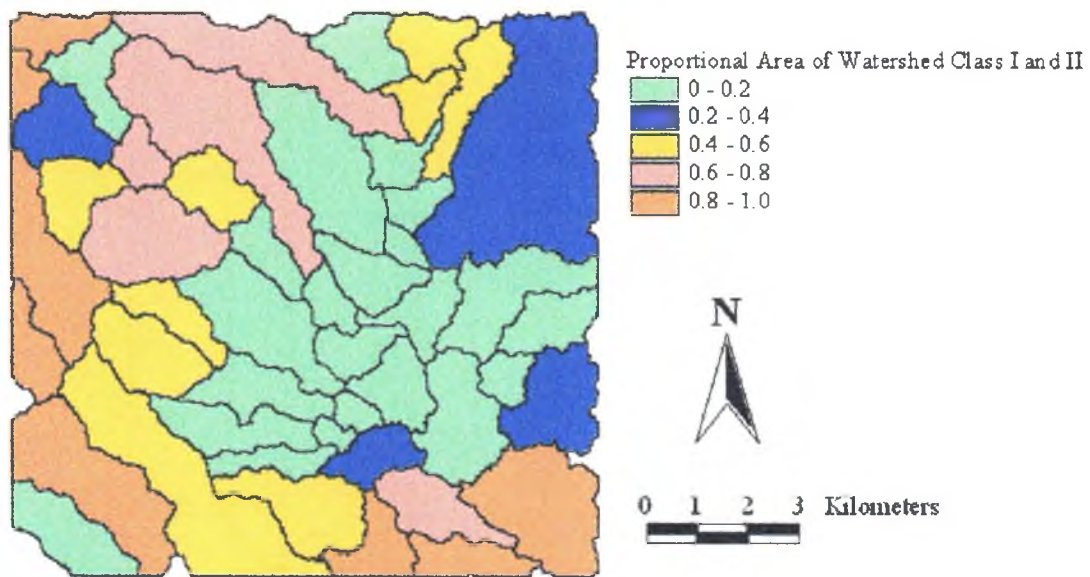 Proportional Area of Watershed Class I and II
0 - 0.2
0.2 - 0.4
0.4 - 0.6
0.6 - 0.8
0.8 - 1.0
N
0 1 2 3 Kilometers